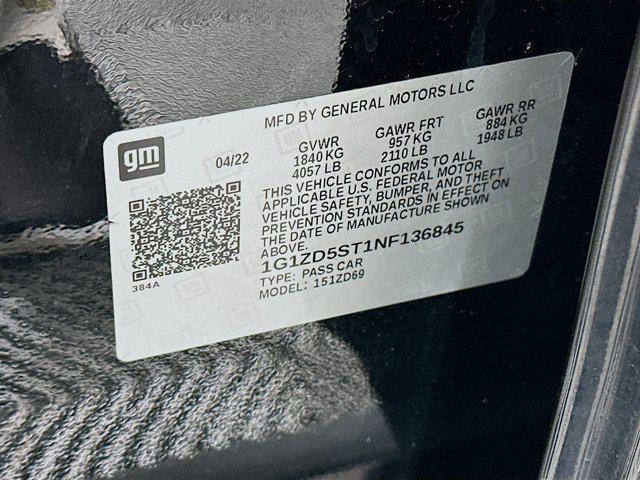 MFD BY GENERAL MOTORS LLC
gm
04/22
GVWR GAWR FRT GAWR RR
1840 KG 957 KG 884 KG
4057 LB 2110 LB 1948 LB
THIS VEHICLE CONFORMS TO ALL
APPLICABLE U.S. FEDERAL MOTOR
VEHICLE SAFETY, BUMPER, AND THEFT
PREVENTION STANDARDS IN EFFECT ON
THE DATE OF MANUFACTURE SHOWN
ABOVE.
1G1ZD5ST1NF136845
TYPE: PASS CAR
MODEL: 151ZD69
384A